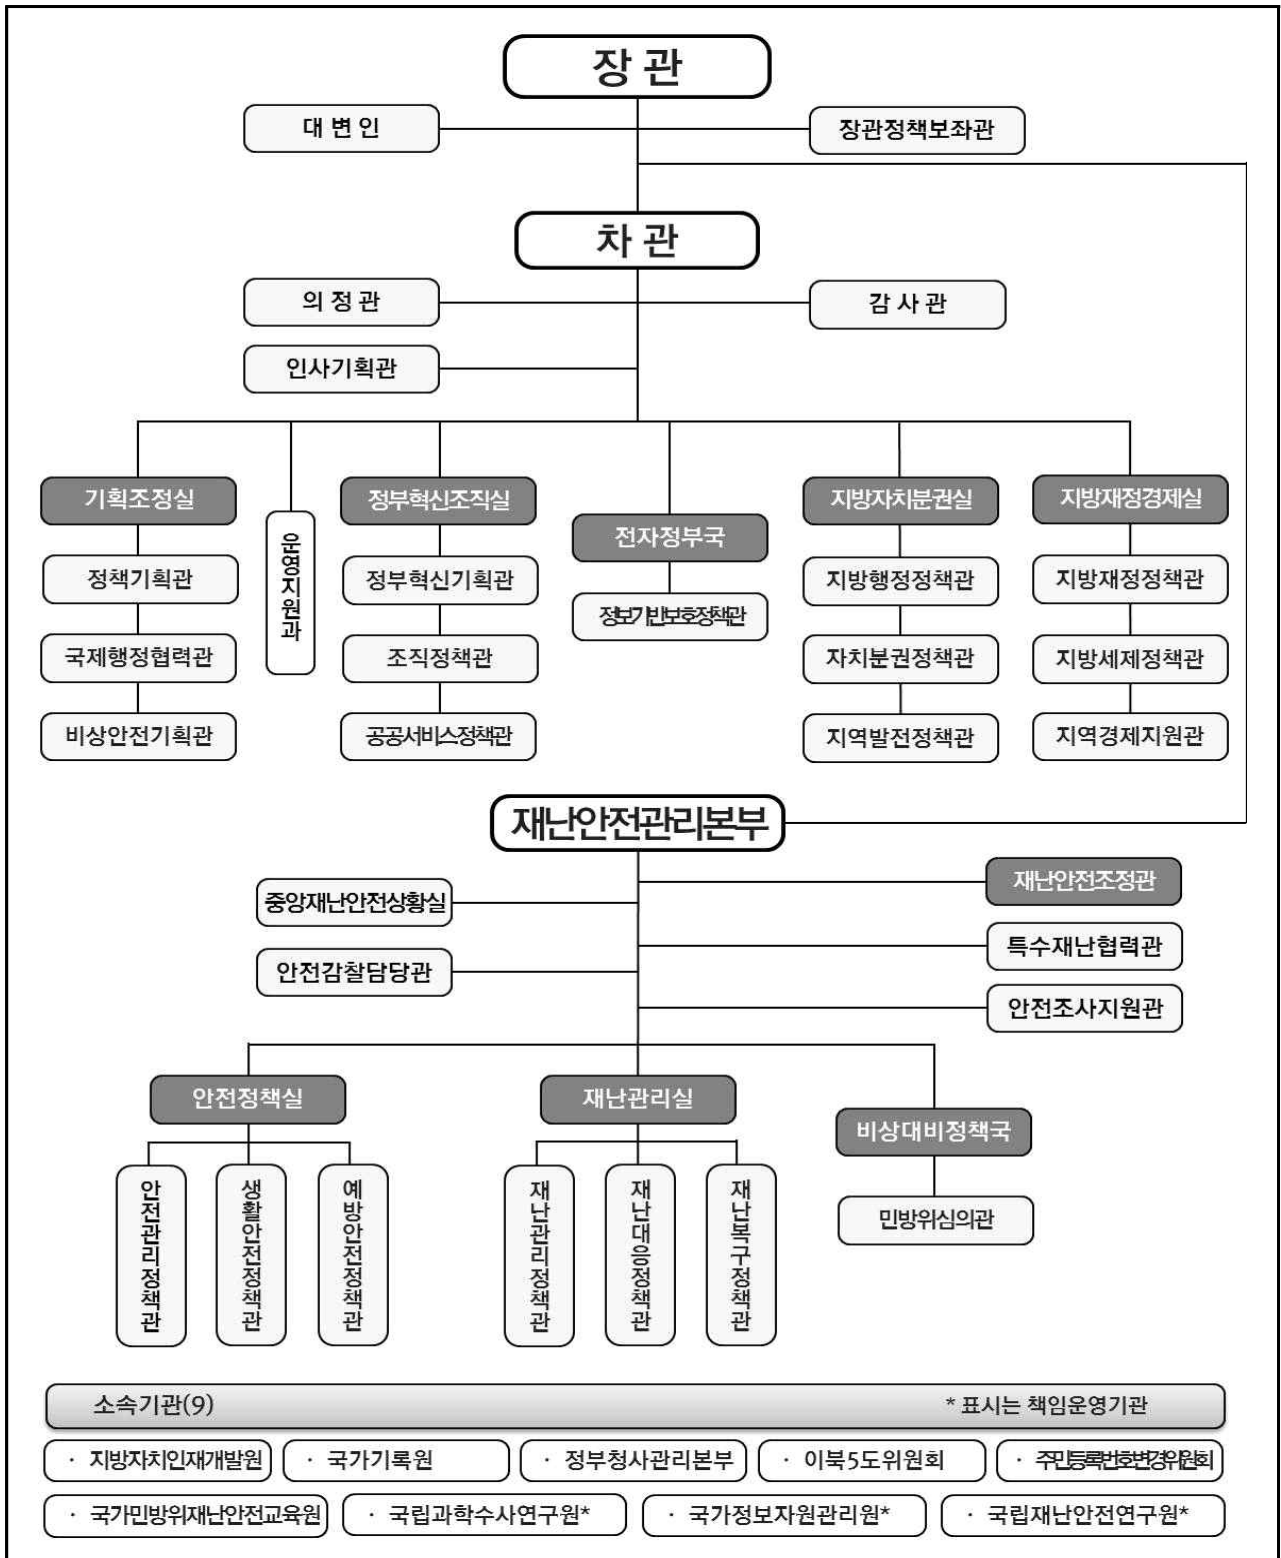 장 관
대 변 인
장관정책보좌관
차 관
의 정 관
감 사 관
인사기획관
기획조정실
정책기획관
국제행정협력관
비상안전기획관
운영지원과
정부혁신조직실
정부혁신기획관
조직정책관
공공서비스정책관
전자정부국
정보기반보호정책관
지방자치분권실
지방행정정책관
자치분권정책관
지역발전정책관
지방재정경제실
지방재정정책관
지방세제정책관
지역경제지원관
재난안전관리본부
중앙재난안전상황실
안전감찰담당관
재난안전조정관
특수재난협력관
안전조사지원관
안전정책실
안전관리정책관
생활안전정책관
예방안전정책관
재난관리실
재난관리정책관
재난대응정책관
재난복구정책관
비상대비정책국
민방위심의관
소속기관(9)
* 표시는 책임운영기관
· 지방자치인재개발원
· 국가기록원
· 정부청사관리본부
· 이북5도위원회
· 주민등록번호변경위원회
· 국가민방위재난안전교육원
· 국립과학수사연구원*
· 국가정보자원관리원*
· 국립재난안전연구원*